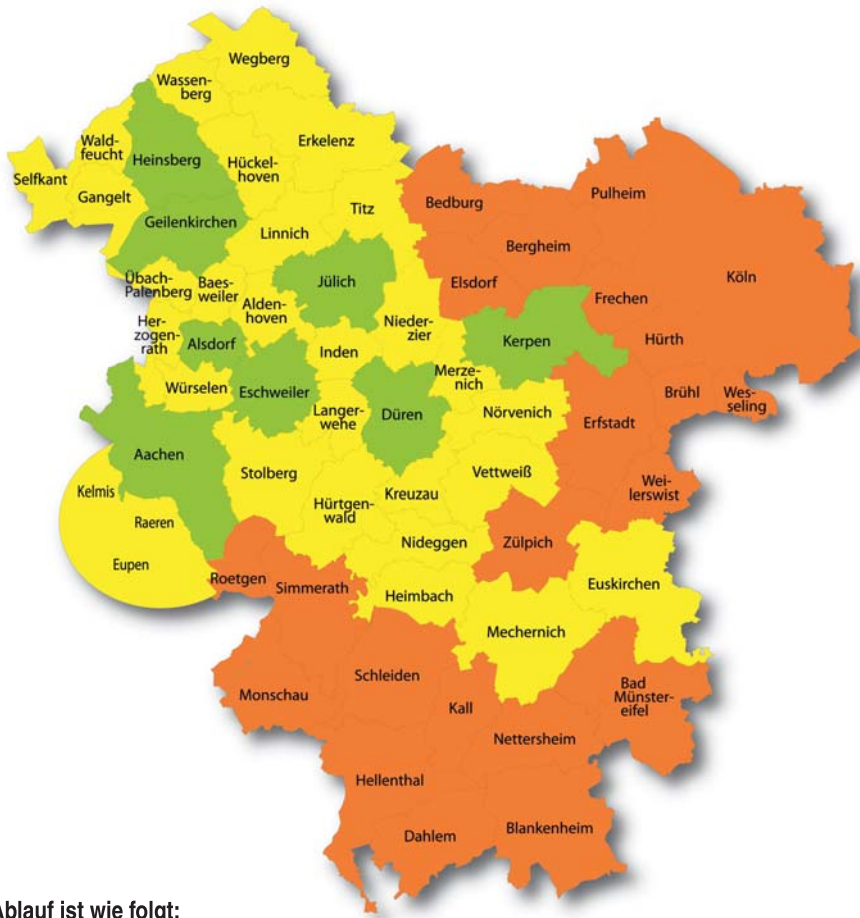 Wegberg
Wassen-
berg
Erkelenz
Wald-
feucht
Heinsberg
Hückel-
hoven
Selfkant
Gangelt
Geilenkirchen
Linnich
Titz
Bedburg
Pulheim
Bergheim
Köln
Elsdorf
Frechen
Übach-
Palenberg
Baes-
weiler
Alden-
hoven
Jülich
Her-
zogen-
rath
Alsdorf
Inden
Nieder-
zier
Kerpen
Hürth
Würselen
Eschweiler
Langer-
wehe
Düren
Merze-
nich
Nörvenich
Erfstadt
Brühl
Wes-
seling
Aachen
Stolberg
Kelmis
Raeren
Eupen
Hürtgen-
wald
Kreuzau
Vettweiß
Wei-
lerswist
Nideggen
Zülpich
Roetgen
Simmerath
Heimbach
Euskirchen
Mechernich
Monschau
Schleiden
Kall
Bad
Münster-
eifel
Nettersheim
Hellenthal
Dahlem
Blankenheim
Ablauf ist wie folgt: